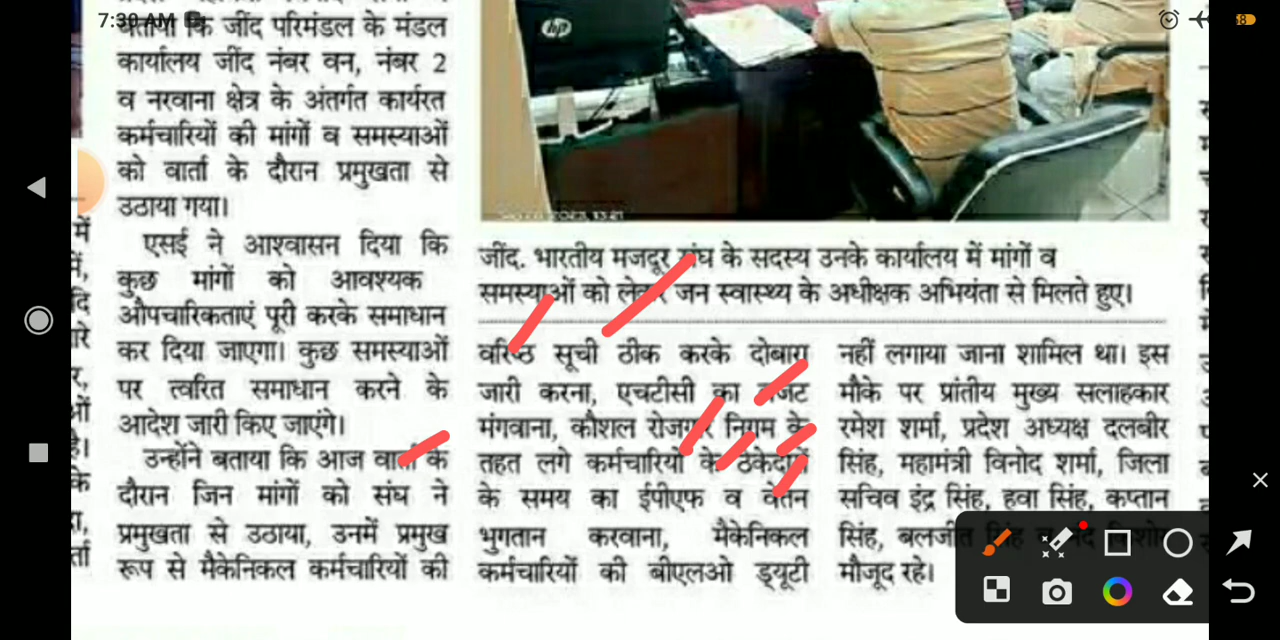 7:30 AM
बताया कि जींद परिमंडल के मंडल
कार्यालय जींद नंबर वन, नंबर 2
व नरवाना क्षेत्र के अंतर्गत कार्यरत
कर्मचारियों की मांगों व समस्याओं
को वार्ता के दौरान प्रमुखता से
उठाया गया।
एसई ने आश्वासन दिया कि
कुछ मांगों को आवश्यक
औपचारिकताएं पूरी करके समाधान
कर दिया जाएगा। कुछ समस्याओं
पर त्वरित समाधान करने के
आदेश जारी किए जाएंगे।
उन्होंने बताया कि आज वार्ता के
दौरान जिन मांगों को संघ ने
प्रमुखता से उठाया, उनमें प्रमुख
रूप से मैकेनिकल कर्मचारियों की
hp
जींद. भारतीय मजदूर संघ के सदस्य उनके कार्यालय में मांगों व
समस्याओं को लेकर जन स्वास्थ्य के अधीक्षक अभियंता से मिलते हुए।
वरिष्ठ सूची ठीक करके दोबारा
जारी करना, एचटीसी का बजट
मंगवाना, कौशल रोजगार निगम के
तहत लगे कर्मचारियों के ठेकेदारों
के समय का ईपीएफ व वेतन
भुगतान करवाना, मैकेनिकल
कर्मचारियों की बीएलओ ड्यूटी
नहीं लगाया जाना शामिल था। इस
मौके पर प्रांतीय मुख्य सलाहकार
रमेश शर्मा, प्रदेश अध्यक्ष दलबीर
सिंह, महामंत्री विनोद शर्मा, जिला
सचिव इंद्र सिंह, हवा सिंह, कप्तान
सिंह, बलजीत सिंह
मौजूद रहे।